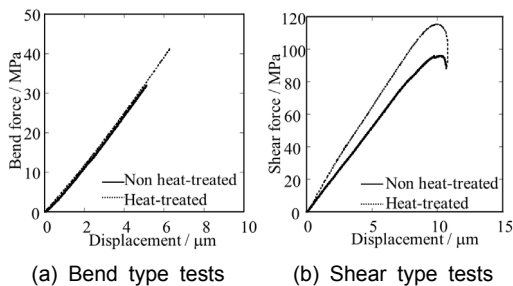 Bend force / MPa
50
40
30
20
10
0
0 2 4 6 8 10
Non heat-treated
Heat-treated
Displacement / μm
(a) Bend type tests
Shear force / MPa
120
100
80
60
40
20
0
0 5 10 15
Non heat-treated
Heat-treated
Displacement / μm
(b) Shear type tests